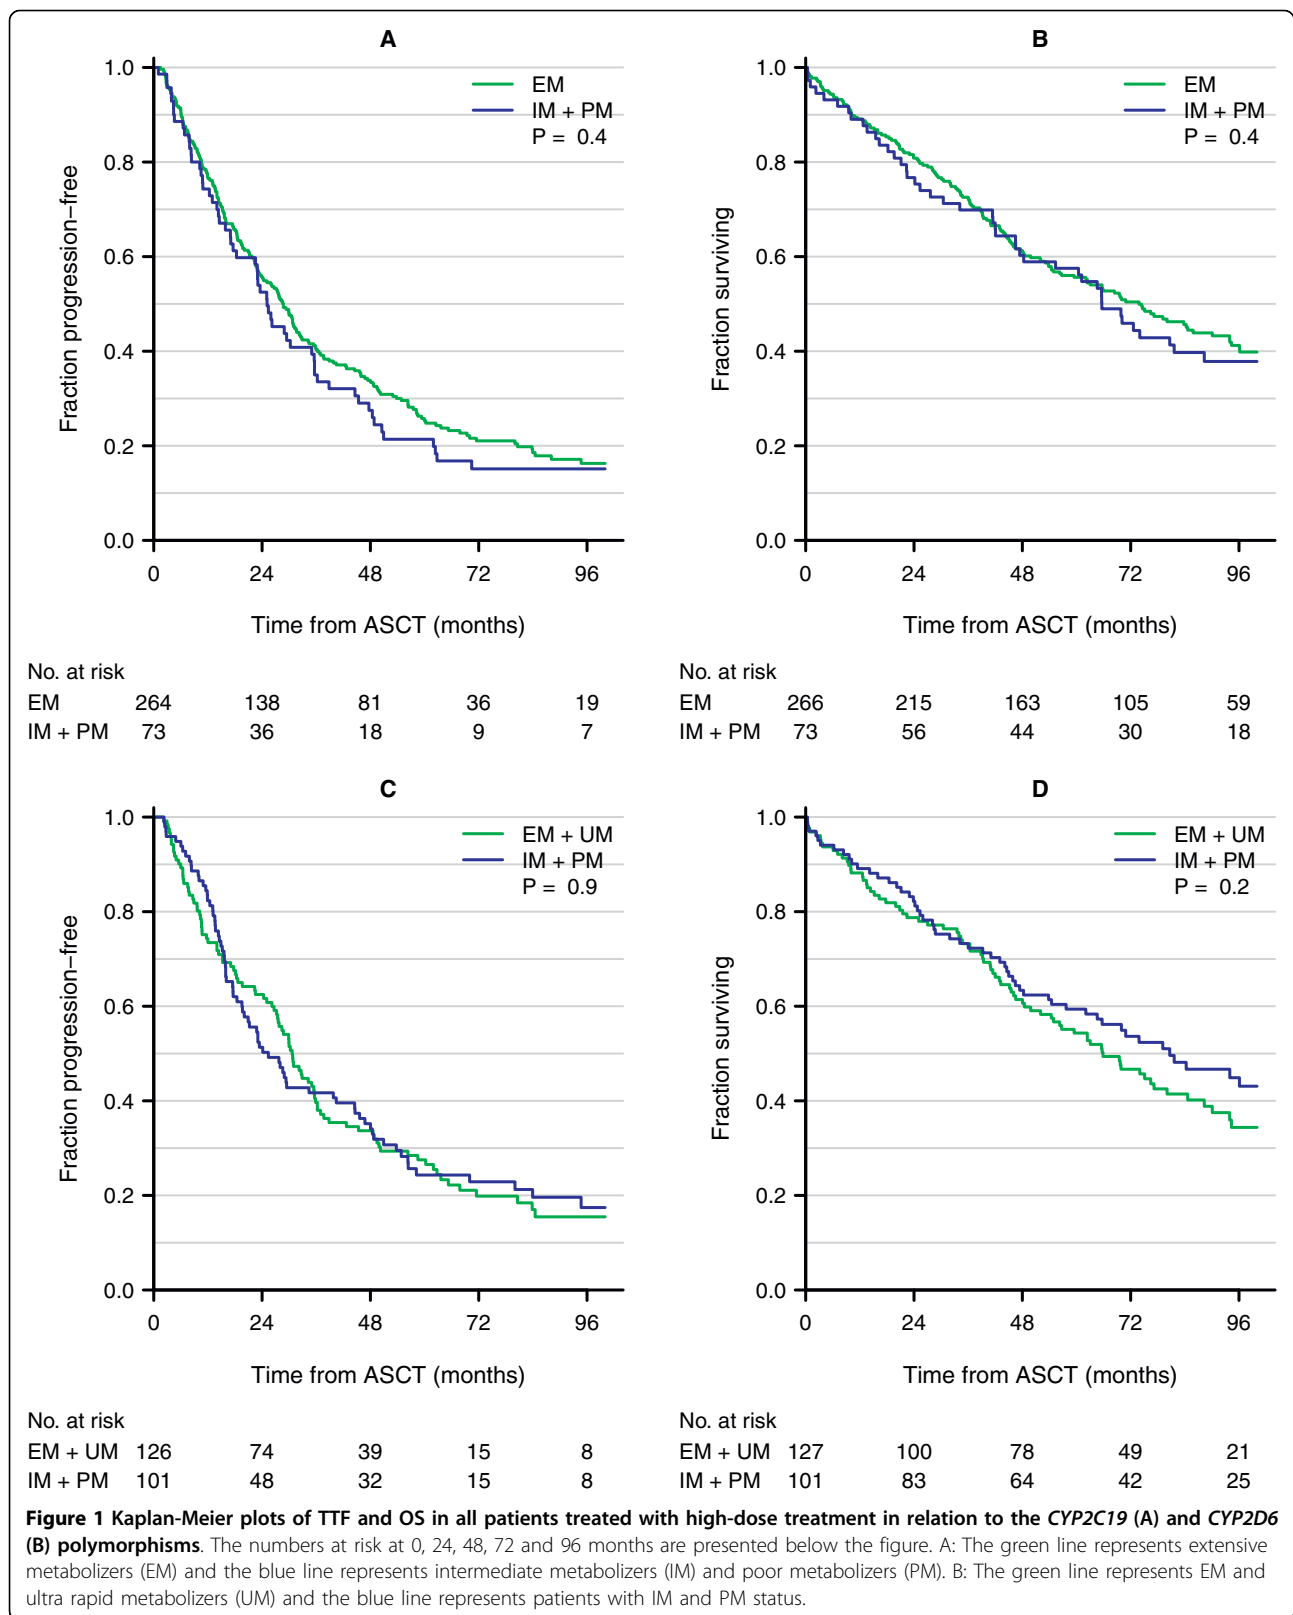 A
1.0
0.8
0.6
0.4
0.2
0.0
Fraction progression-free
EM
IM + PM
P = 0.4
0 24 48 72 96
Time from ASCT (months)
No. at risk
EM 264 138 81 36 19
IM + PM 73 36 18 9 7
B
1.0
0.8
0.6
0.4
0.2
0.0
Fraction surviving
EM
IM + PM
P = 0.4
0 24 48 72 96
Time from ASCT (months)
No. at risk
EM 266 215 163 105 59
IM + PM 73 56 44 30 18
C
1.0
0.8
0.6
0.4
0.2
0.0
Fraction progression-free
EM + UM
IM + PM
P = 0.9
0 24 48 72 96
Time from ASCT (months)
No. at risk
EM + UM 126 74 39 15 8
IM + PM 101 48 32 15 8
D
1.0
0.8
0.6
0.4
0.2
0.0
Fraction surviving
EM + UM
IM + PM
P = 0.2
0 24 48 72 96
Time from ASCT (months)
No. at risk
EM + UM 127 100 78 49 21
IM + PM 101 83 64 42 25
Figure 1 Kaplan-Meier plots of TTF and OS in all patients treated with high-dose treatment in relation to the CYP2C19 (A) and CYP2D6
(B) polymorphisms. The numbers at risk at 0, 24, 48, 72 and 96 months are presented below the figure. A: The green line represents extensive
metabolizers (EM) and the blue line represents intermediate metabolizers (IM) and poor metabolizers (PM). B: The green line represents EM and
ultra rapid metabolizers (UM) and the blue line represents patients with IM and PM status.